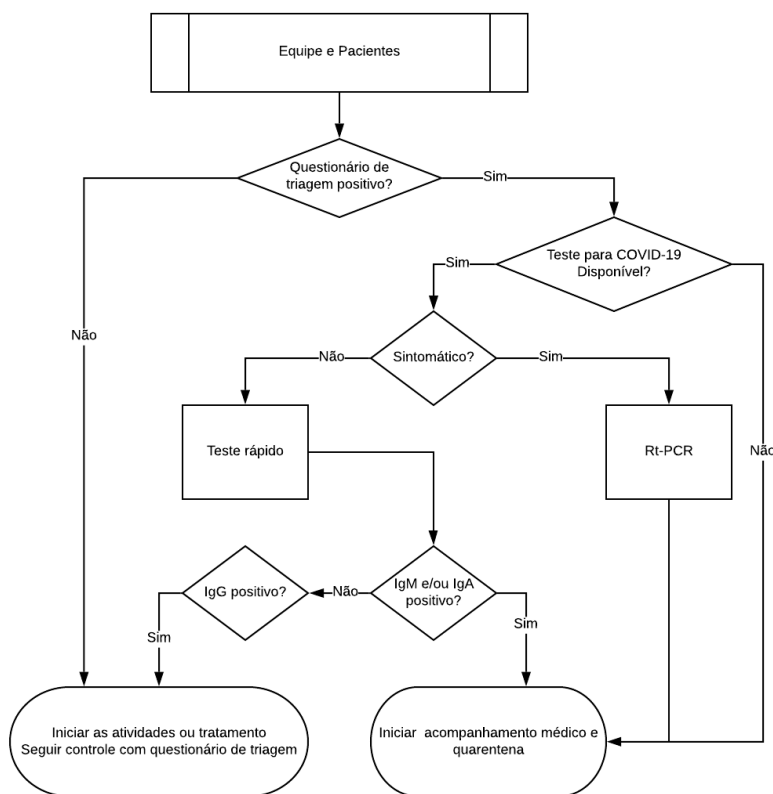 Equipe e Pacientes
Questionário de
triagem positivo?
Sim
Teste para COVID-19
Disponível?
Sim
Não
Sintomático?
Não
Sim
Teste rápido
Rt-PCR
Não
IgG positivo?
Não
IgM e/ou IgA
positivo?
Sim
Sim
Iniciar as atividades ou tratamento
Seguir controle com questionário de triagem
Iniciar acompanhamento médico e
quarentena